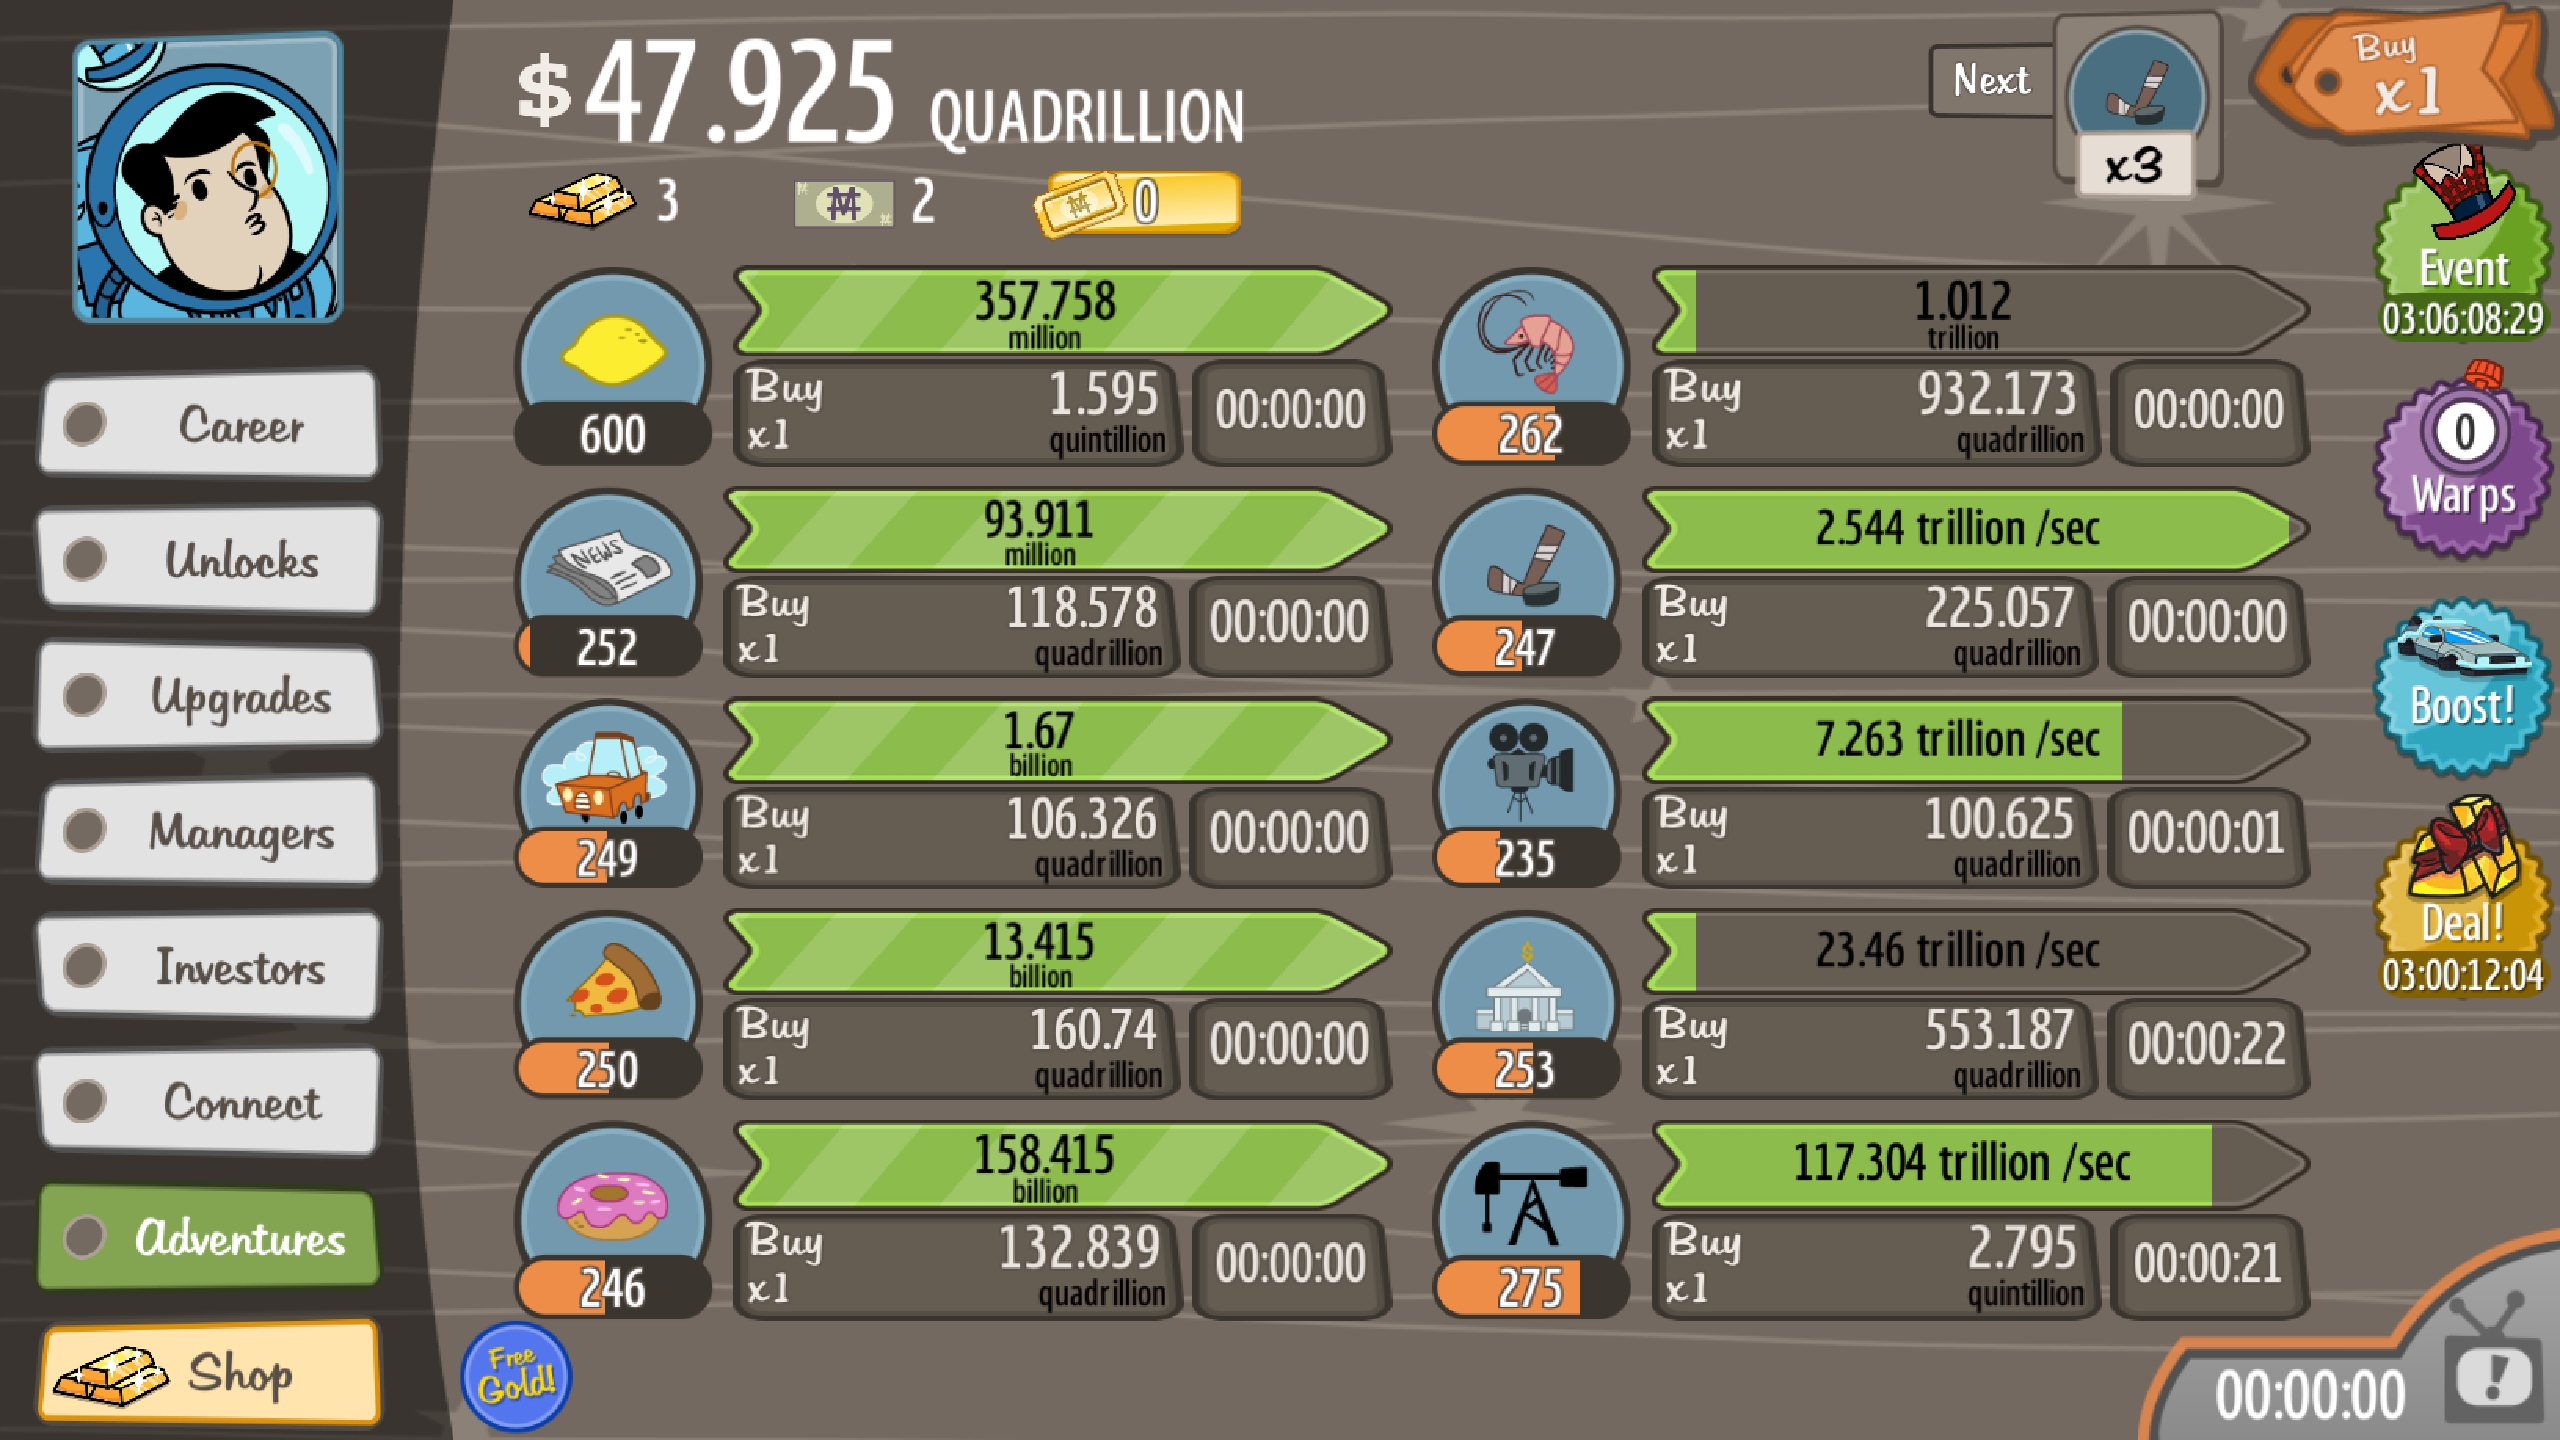 $47.925 QUADRILLION
3
2
0
Next
x3
Buy
x1
Event
03:06:08:29
0
Warps
Boost!
Deal!
03:00:12:04
Career
Unlocks
Upgrades
Managers
Investors
Connect
Adventures
Shop
Free
Gold!
357.758
million
600
Buy
x1
1.595
quintillion
00:00:00
NEWS
93.911
million
252
Buy
x1
118.578
quadrillion
00:00:00
1.67
billion
249
Buy
x1
106.326
quadrillion
00:00:00
13.415
billion
250
Buy
x1
160.74
quadrillion
00:00:00
158.415
billion
246
Buy
x1
132.839
quadrillion
00:00:00
1.012
trillion
262
Buy
x1
932.173
quadrillion
00:00:00
2.544 trillion /sec
247
Buy
x1
225.057
quadrillion
00:00:00
7.263 trillion /sec
235
Buy
x1
100.625
quadrillion
00:00:01
23.46 trillion /sec
253
Buy
x1
553.187
quadrillion
00:00:22
117.304 trillion /sec
275
Buy
x1
2.795
quintillion
00:00:21
00:00:00
!